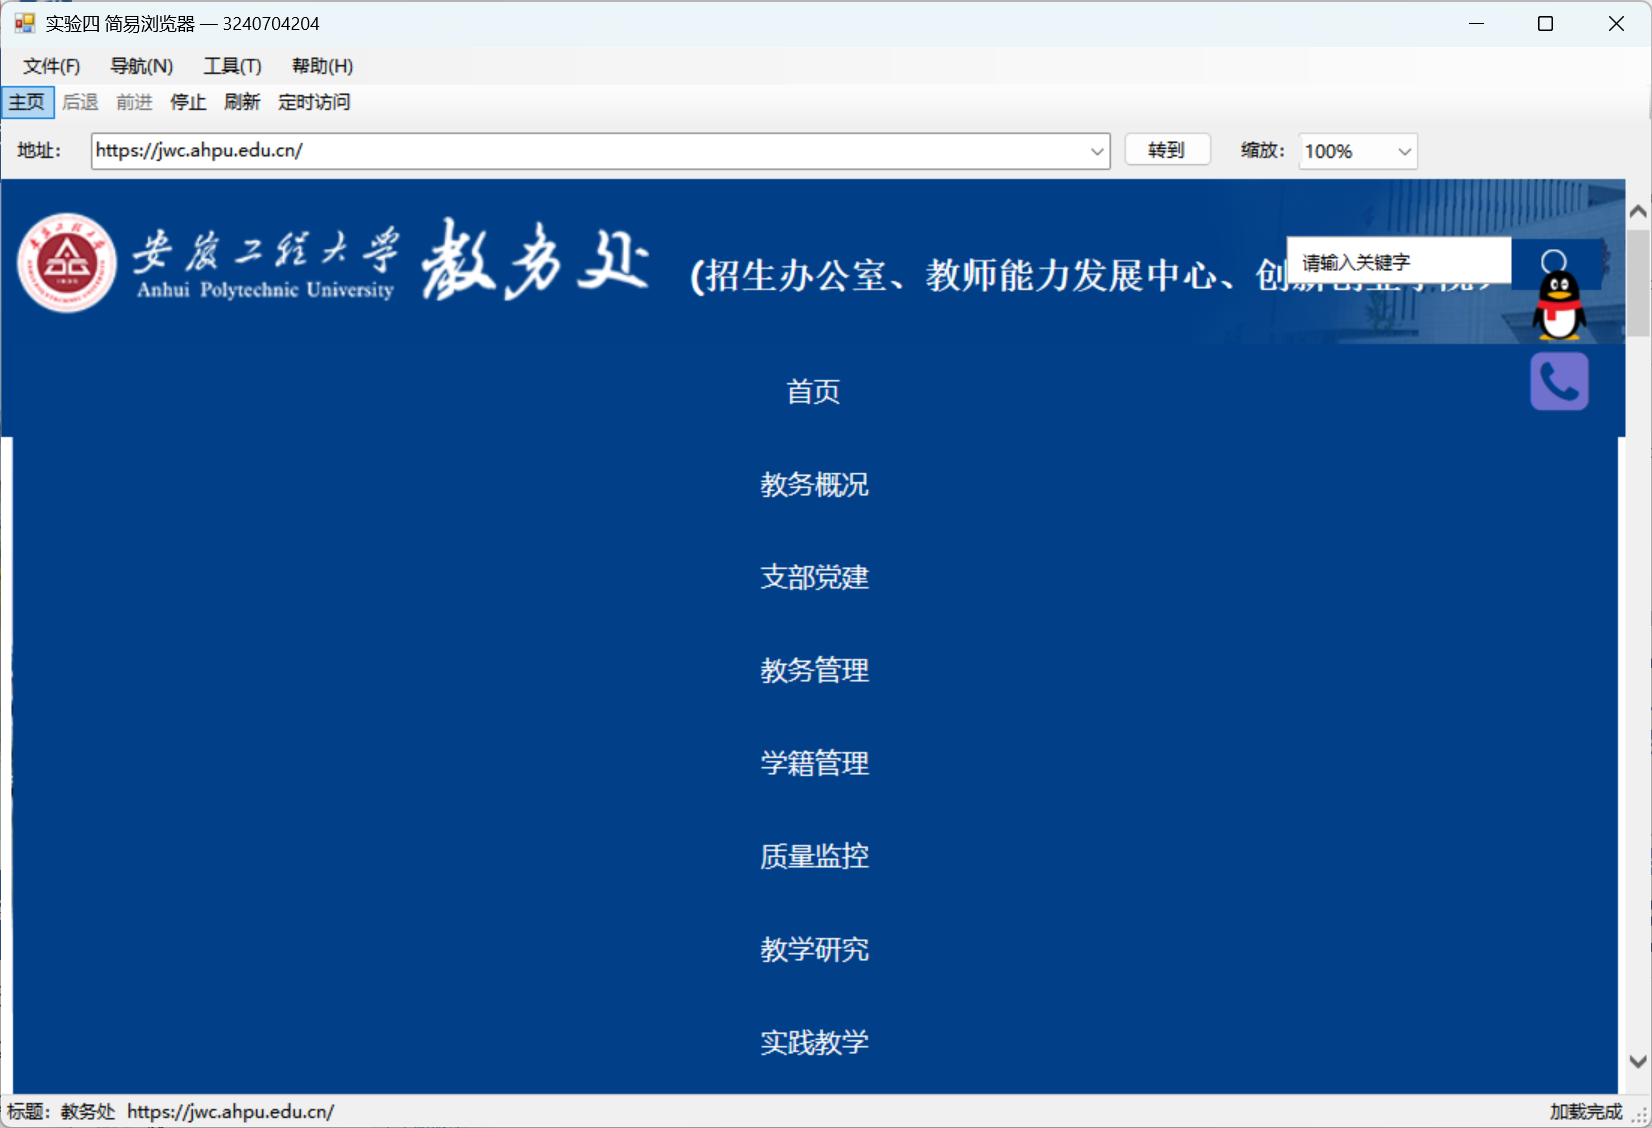 实验四 简易浏览器 — 3240704204
文件(F) 导航(N) 工具(T) 帮助(H)
主页 后退 前进 停止 刷新 定时访问
地址： https://jwc.ahpu.edu.cn/ 转到 缩放： 100%
安徽工程大学 教务处
Anhui Polytechnic University
(招生办公室、教师能力发展中心、创新创业学院)
请输入关键字
首页
教务概况
支部党建
教务管理
学籍管理
质量监控
教学研究
实践教学
标题：教务处 https://jwc.ahpu.edu.cn/ 加载完成